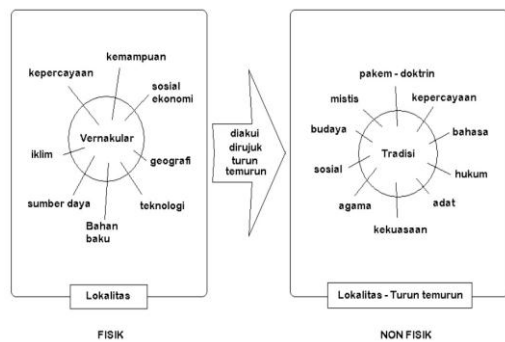 kemampuan
kepercayaan
sosial
ekonomi
Vernakular
iklim
geografi
sumber daya
teknologi
Bahan
baku
Lokalitas
FISIK
diakui
dirujuk
turun
temurun
pakem - doktrin
mistis
kepercayaan
budaya
bahasa
Tradisi
sosial
hukum
agama
adat
kekuasaan
Lokalitas - Turun temurun
NON FISIK